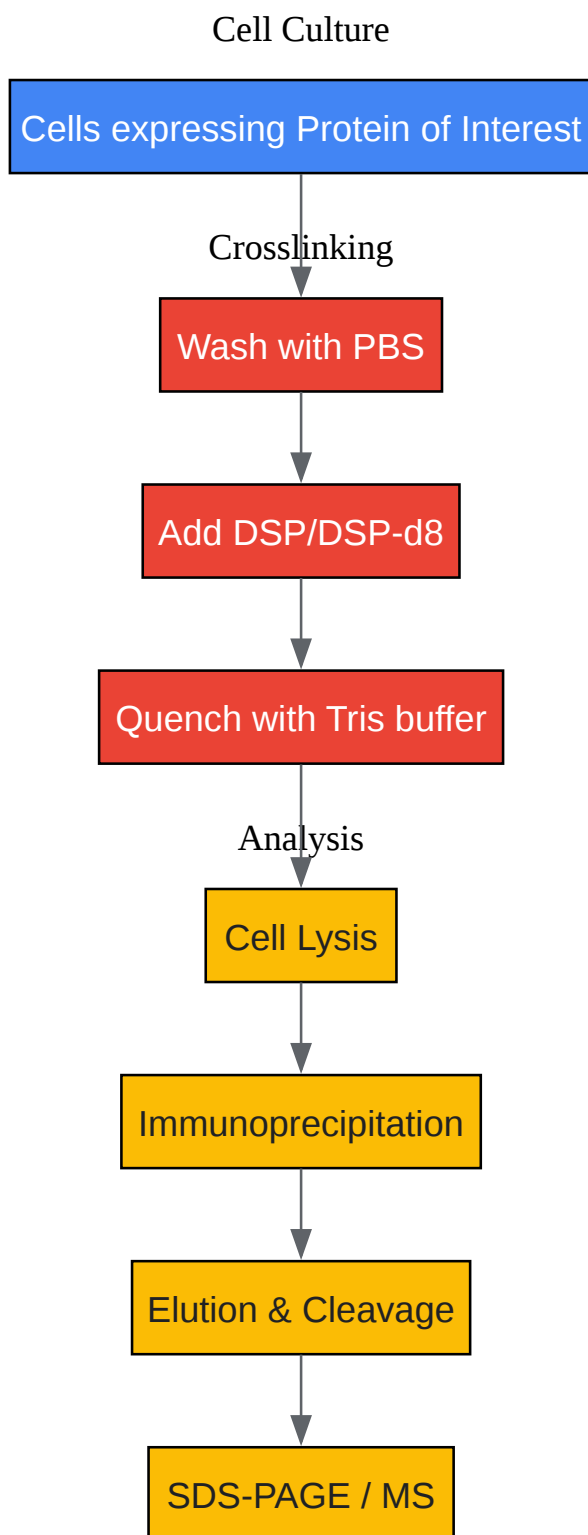 Cell Culture
Cells expressing Protein of Interest
Crosslinking
Wash with PBS
Add DSP/DSP-d8
Quench with Tris buffer
Analysis
Cell Lysis
Immunoprecipitation
Elution & Cleavage
SDS-PAGE / MS